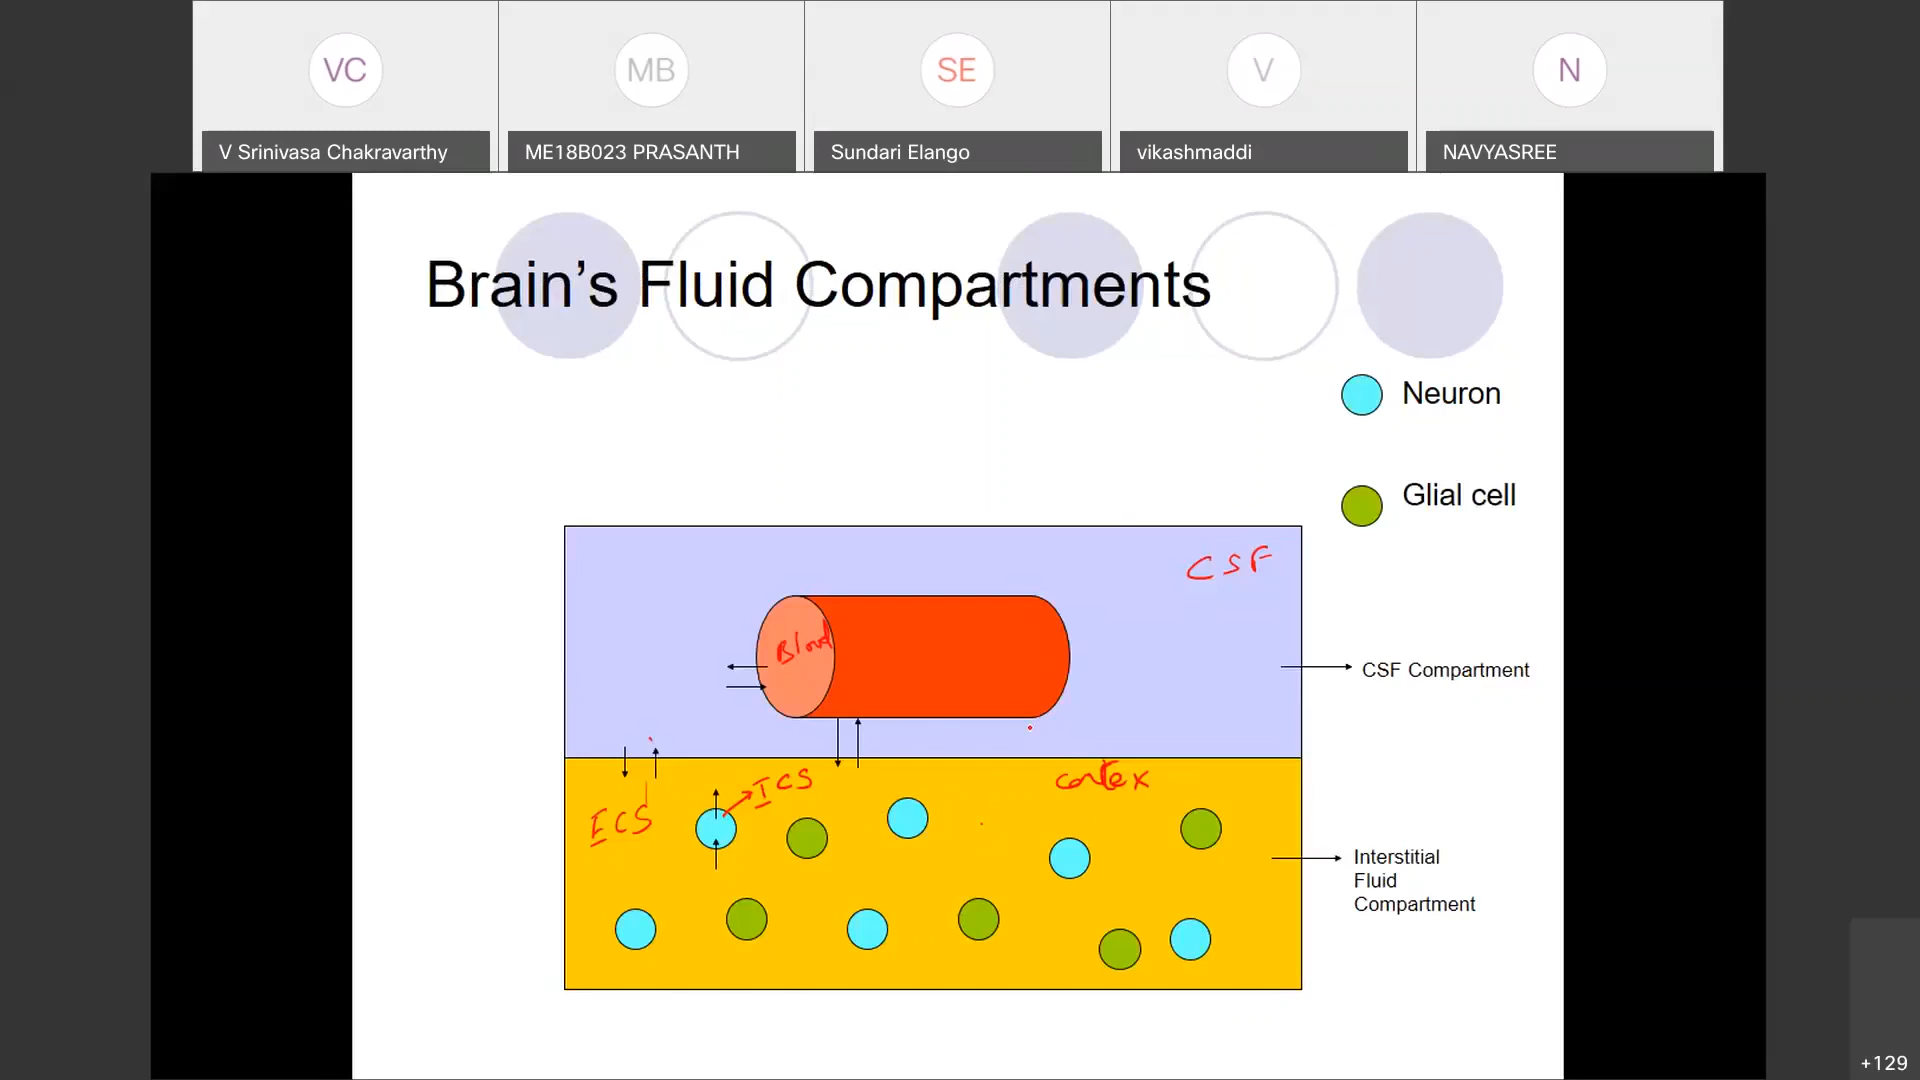 VC
MB
SE
V
N
V Srinivasa Chakravarthy
ME18B023 PRASANTH
Sundari Elango
vikashmaddi
NAVYASREE
Brain’s Fluid Compartments
Neuron
Glial cell
CSF
Blood
CSF Compartment
ICS
cortex
ECS
Interstitial
Fluid
Compartment
+129